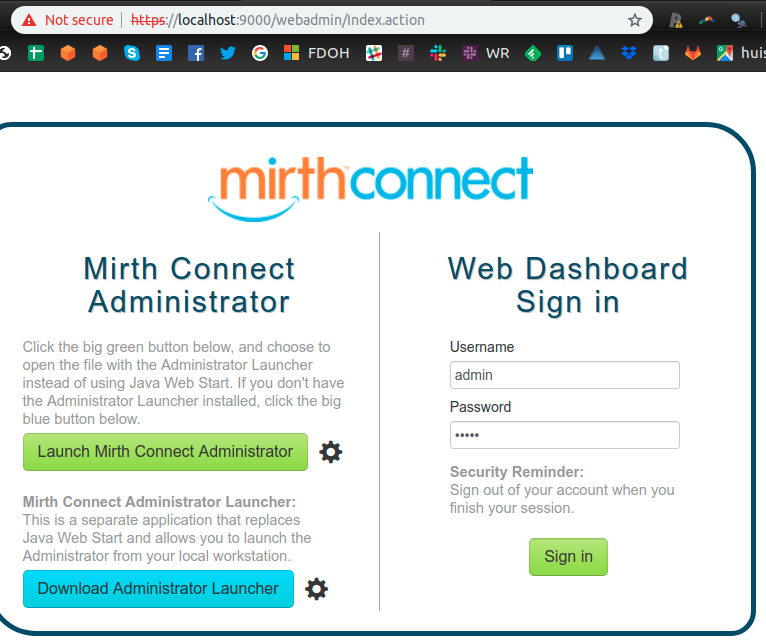 Not secure | https://localhost:9000/webadmin/Index.action
FDOH # WR huis
mirthconnect
Mirth Connect
Administrator
Click the big green button below, and choose to
open the file with the Administrator Launcher
instead of using Java Web Start. If you don't have
the Administrator Launcher installed, click the big
blue button below.
Launch Mirth Connect Administrator
Mirth Connect Administrator Launcher:
This is a separate application that replaces
Java Web Start and allows you to launch the
Administrator from your local workstation.
Download Administrator Launcher
Web Dashboard
Sign in
Username
admin
Password
•••••
Security Reminder:
Sign out of your account when you
finish your session.
Sign in